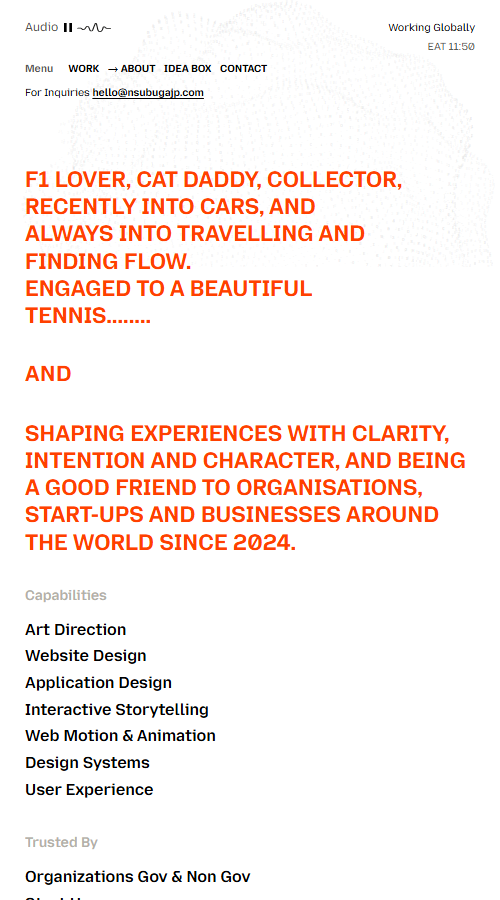 Audio
Working Globally
EAT 11:50
Menu WORK → ABOUT IDEA BOX CONTACT
For Inquiries hello@nsubugajp.com
F1 LOVER, CAT DADDY, COLLECTOR,
RECENTLY INTO CARS, AND
ALWAYS INTO TRAVELLING AND
FINDING FLOW.
ENGAGED TO A BEAUTIFUL
TENNIS........
AND
SHAPING EXPERIENCES WITH CLARITY,
INTENTION AND CHARACTER, AND BEING
A GOOD FRIEND TO ORGANISATIONS,
START-UPS AND BUSINESSES AROUND
THE WORLD SINCE 2024.
Capabilities
Art Direction
Website Design
Application Design
Interactive Storytelling
Web Motion & Animation
Design Systems
User Experience
Trusted By
Organizations Gov & Non Gov